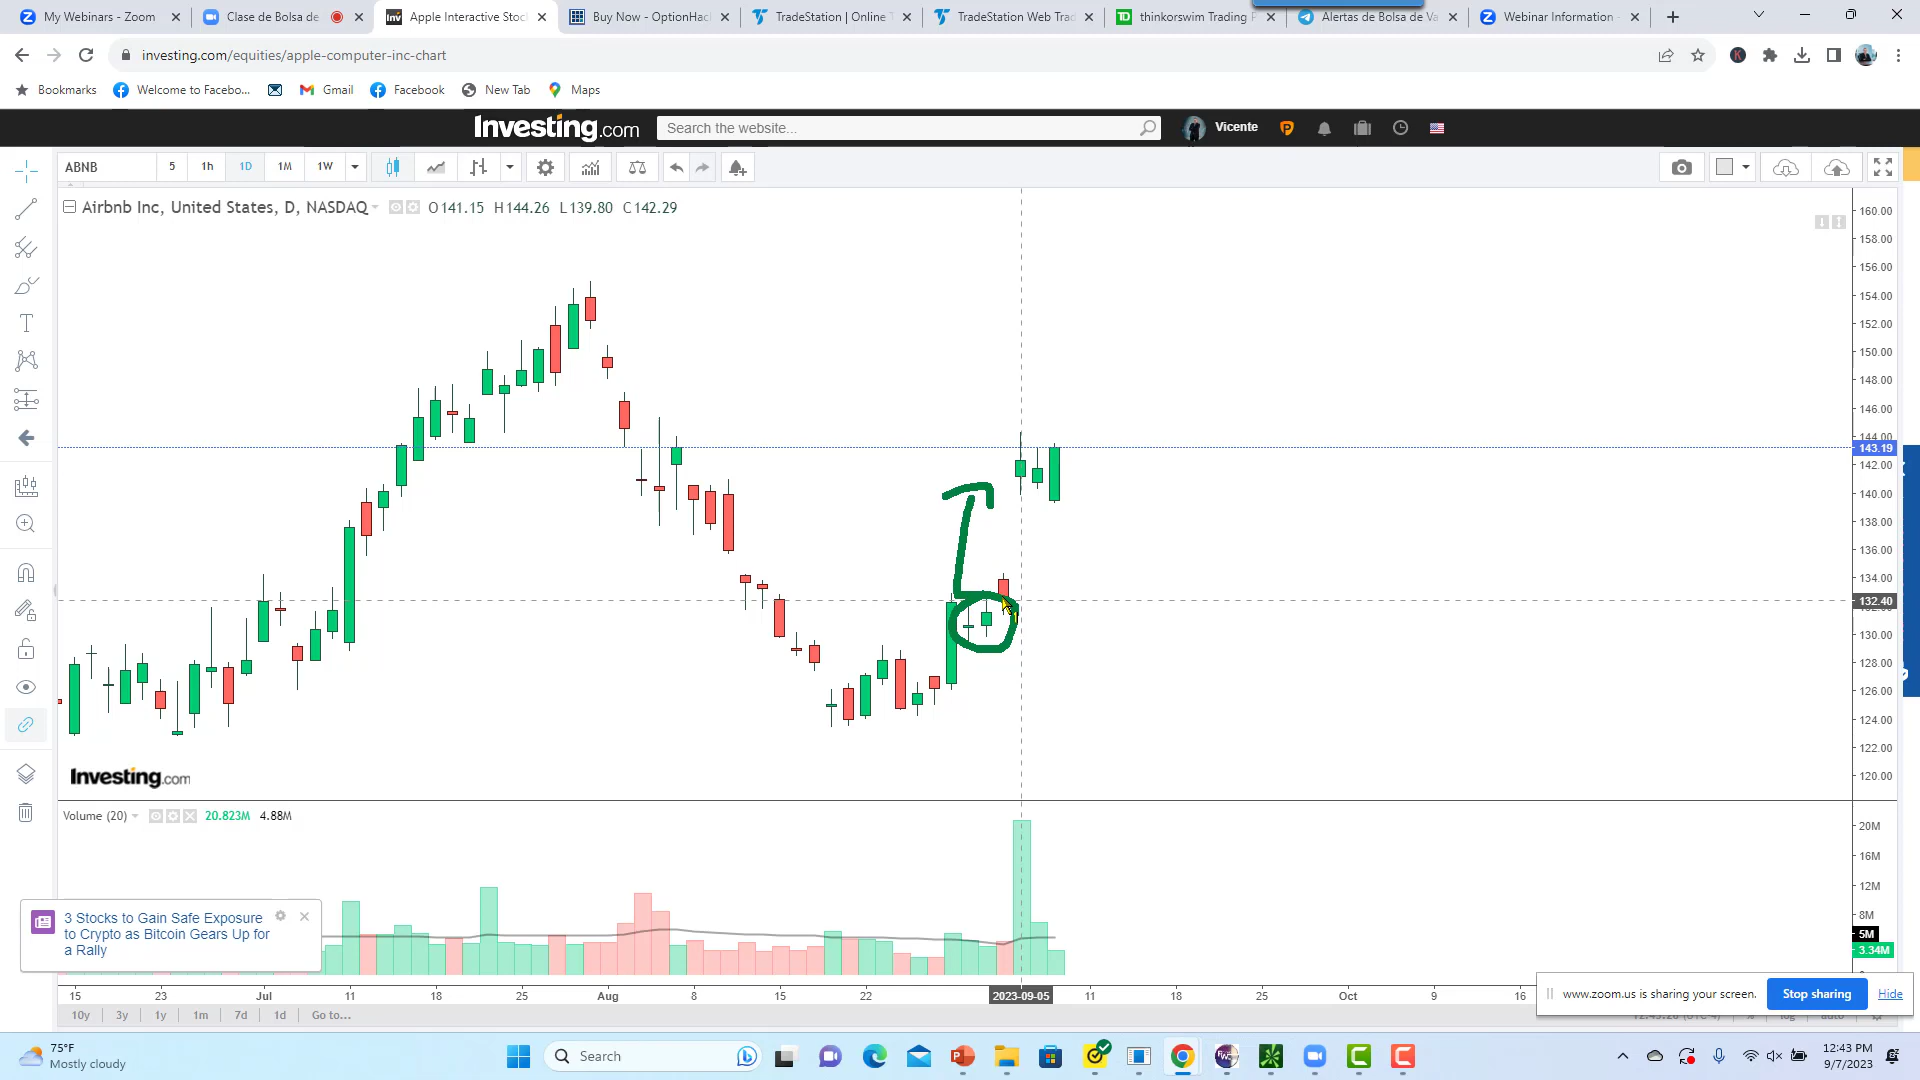 My Webinars - Zoom
Clase de Bolsa de
Apple Interactive Stoc
Buy Now - OptionHac
TradeStation | Online T
TradeStation Web Trad
thinkorswim Trading P
Alertas de Bolsa de Va
Webinar Information -
investing.com/equities/apple-computer-inc-chart
Bookmarks
Welcome to Facebo...
Gmail
Facebook
New Tab
Maps
Investing.com
Search the website...
Vicente
ABNB
5
1h
1D
1M
1W
Airbnb Inc, United States, D, NASDAQ
O141.15
H144.26
L139.80
C142.29
160.00
158.00
156.00
154.00
152.00
150.00
148.00
146.00
144.00
143.19
142.00
140.00
138.00
136.00
134.00
132.40
130.00
128.00
126.00
124.00
122.00
120.00
Investing.com
Volume (20)
20.823M
4.88M
20M
16M
12M
8M
5M
3.34M
3 Stocks to Gain Safe Exposure
to Crypto as Bitcoin Gears Up for
a Rally
15
23
Jul
11
18
25
Aug
8
15
22
2023-09-05
11
18
25
Oct
9
16
www.zoom.us is sharing your screen.
Stop sharing
Hide
10y
3y
1y
1m
7d
1d
Go to...
75°F
Mostly cloudy
Search
12:43 PM
9/7/2023